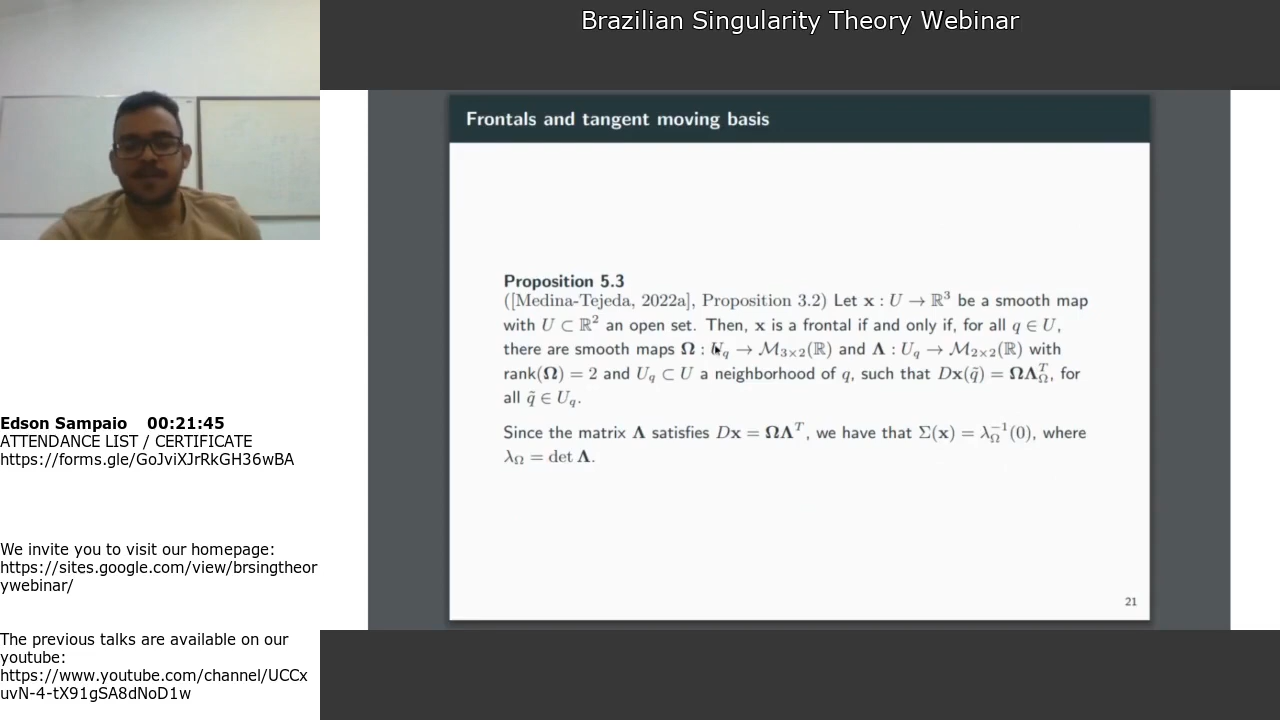 Brazilian Singularity Theory Webinar
Frontals and tangent moving basis
Proposition 5.3
([Medina-Tejeda, 2022a], Proposition 3.2) Let x : U → ℝ³ be a smooth map
with U ⊂ ℝ² an open set. Then, x is a frontal if and only if, for all q ∈ U,
there are smooth maps Ω : U_q → ℳ₃ₓ₂(ℝ) and Λ : U_q → ℳ₂ₓ₂(ℝ) with
rank(Ω) = 2 and U_q ⊂ U a neighborhood of q, such that Dx(q̃) = ΩΛ_Ω^T, for
all q̃ ∈ U_q.
Since the matrix Λ satisfies Dx = ΩΛ^T, we have that Σ(x) = λ_Ω^{-1}(0), where
λ_Ω = det Λ.
21
Edson Sampaio 00:21:45
ATTENDANCE LIST / CERTIFICATE
https://forms.gle/GoJviXJrRkGH36wBA
We invite you to visit our homepage:
https://sites.google.com/view/brsingtheor
ywebinar/
The previous talks are available on our
youtube:
https://www.youtube.com/channel/UCCx
uvN-4-tX91gSA8dNoD1w